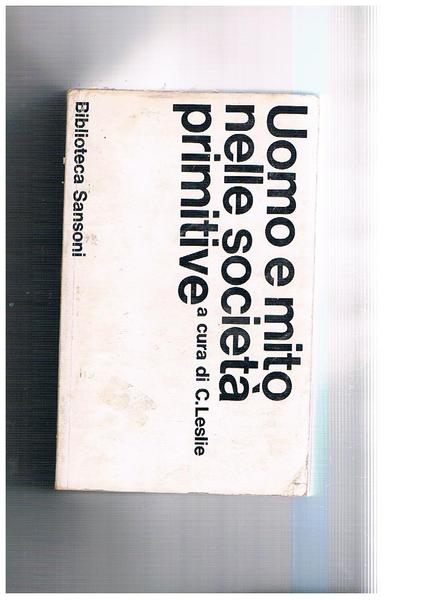 Uomo e mito
nelle società
primitive a cura di C.Leslie
Biblioteca Sansoni